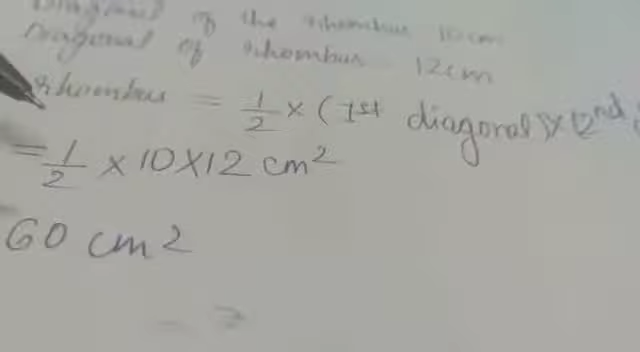 Diagonal of the rhombus 10cm
Diagonal of rhombus 12cm
rhombus = 1/2 × (1st diagonal) × (2nd
= 1/2 × 10 × 12 cm²
60 cm²